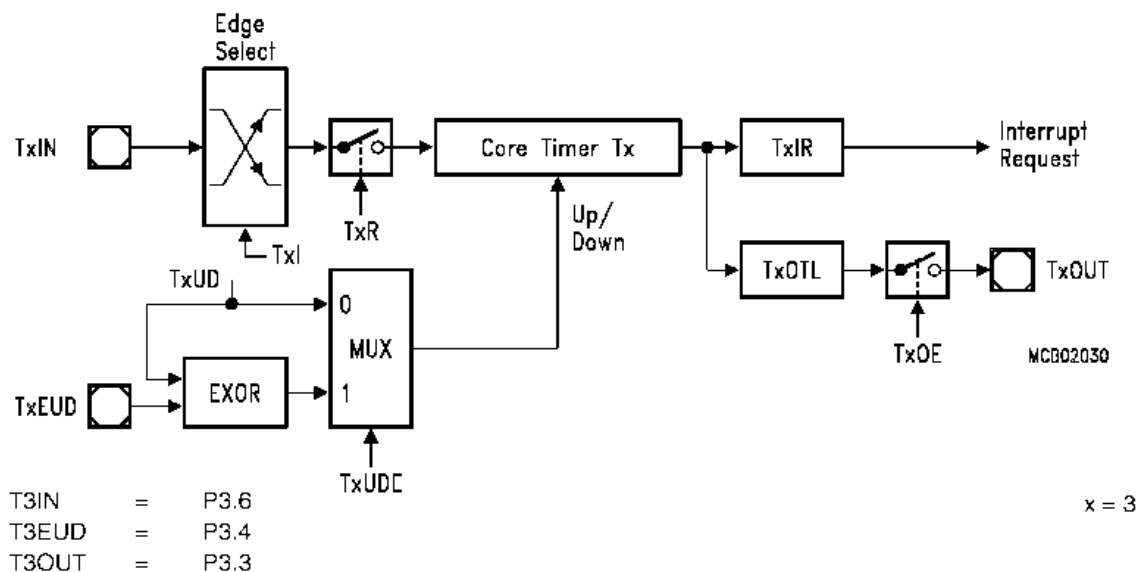 Edge
Select
TxIN
Core Timer Tx
TxIR
Interrupt
Request
TxR
TxI
Up/
Down
TxUD
0
MUX
1
TxOTL
TxOUT
TxOE
MCB02030
TxEUD
EXOR
TxUDE
T3IN = P3.6
x = 3
T3EUD = P3.4
T3OUT = P3.3